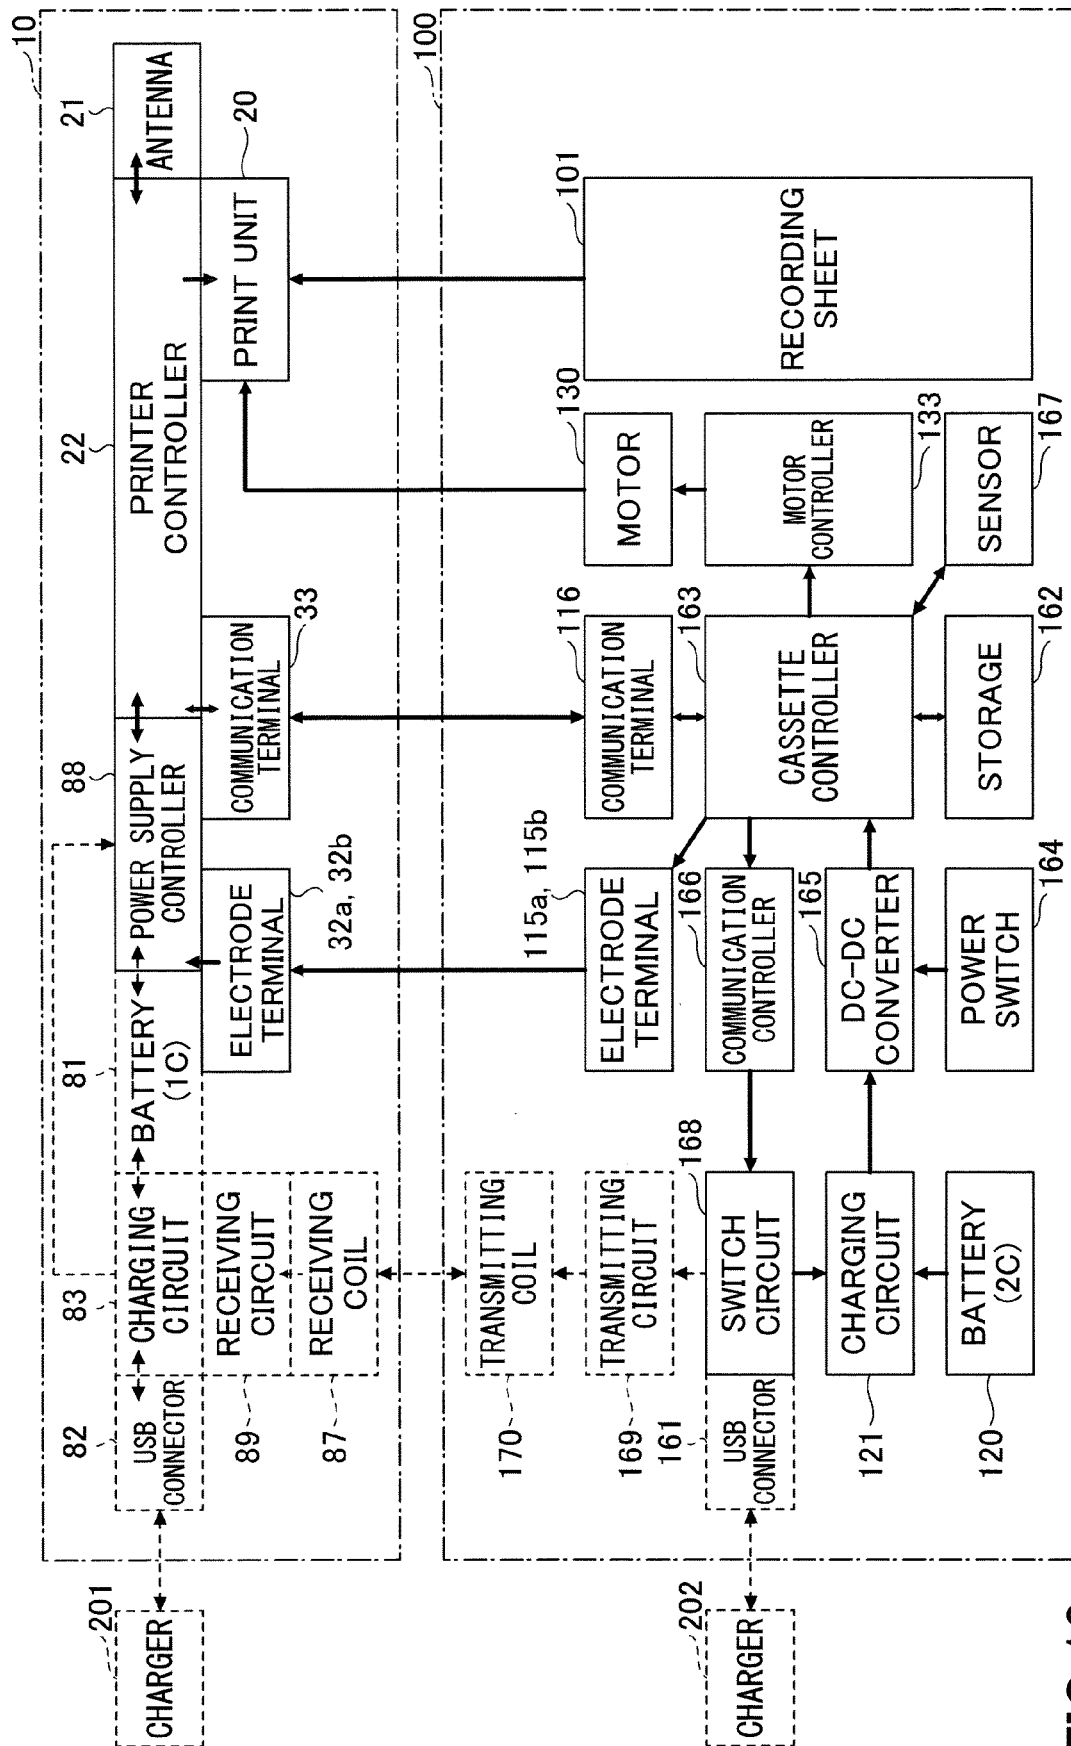 10
21
ANTENNA
22
PRINTER
CONTROLLER
20
PRINT UNIT
88
POWER SUPPLY
CONTROLLER
33
COMMUNICATION
TERMINAL
32a, 32b
ELECTRODE
TERMINAL
81
BATTERY
(1C)
83
CHARGING
CIRCUIT
82
USB
CONNECTOR
89
RECEIVING
CIRCUIT
87
RECEIVING
COIL
201
CHARGER
100
101
RECORDING
SHEET
130
MOTOR
MOTOR
CONTROLLER
133
SENSOR
167
116
COMMUNICATION
TERMINAL
163
CASSETTE
CONTROLLER
STORAGE
162
115a, 115b
ELECTRODE
TERMINAL
166
COMMUNICATION
CONTROLLER
165
DC-DC
CONVERTER
POWER
SWITCH
164
TRANSMITTING
COIL
170
TRANSMITTING
CIRCUIT
169
168
SWITCH
CIRCUIT
161
USB
CONNECTOR
CHARGING
CIRCUIT
121
BATTERY
(2C)
120
202
CHARGER